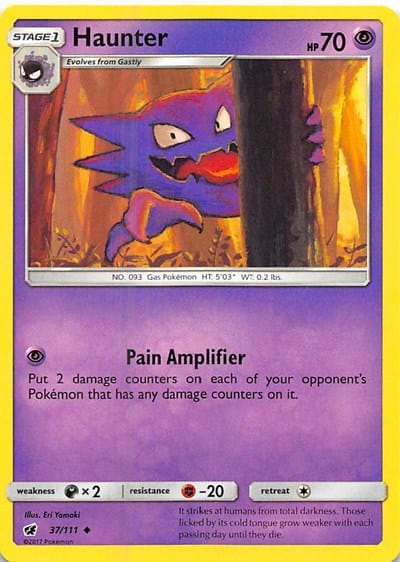 STAGE1
Haunter
HP70
Evolves from Gastly
NO. 093 Gas Pokémon HT: 5'03" WT: 0.2 lbs.
Pain Amplifier
Put 2 damage counters on each of your opponent's
Pokémon that has any damage counters on it.
weakness ×2 resistance -20 retreat
Illus. Eri Yamaki
37/111
©2017 Pokémon
It strikes at humans from total darkness. Those
licked by its cold tongue grow weaker with each
passing day until they die.